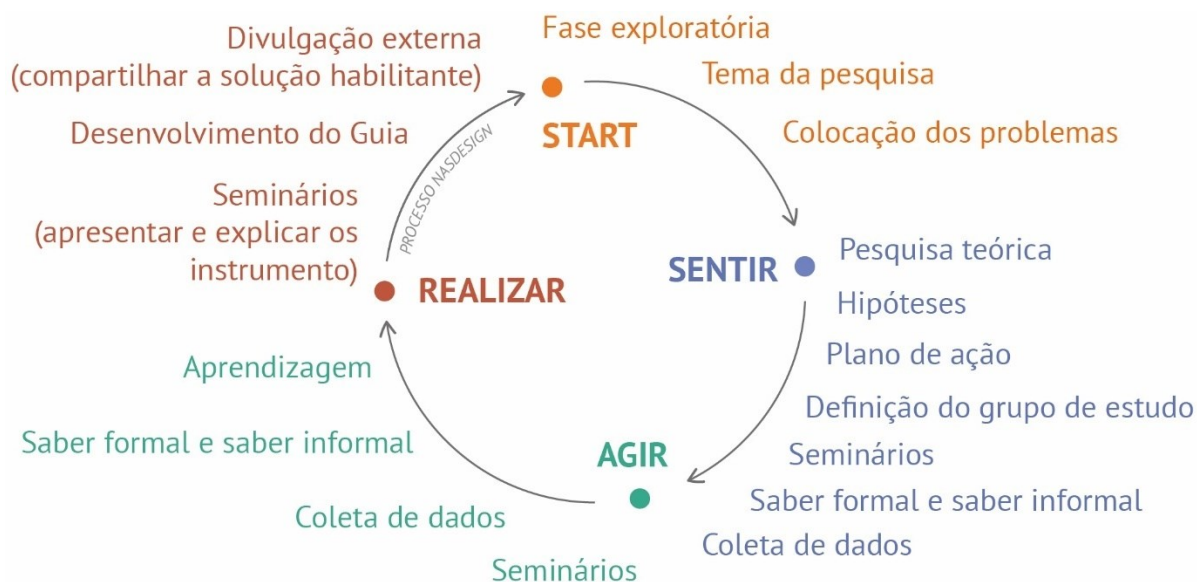 Fase exploratória
Tema da pesquisa
Colocação dos problemas
START
Pesquisa teórica
Hipóteses
Plano de ação
Definição do grupo de estudo
Seminários
Saber formal e saber informal
Coleta de dados
SENTIR
AGIR
Seminários
Coleta de dados
Saber formal e saber informal
Aprendizagem
REALIZAR
Seminários
(apresentar e explicar os
instrumento)
Desenvolvimento do Guia
Divulgação externa
(compartilhar a solução habilitante)
PROCESSO NASDESIGN